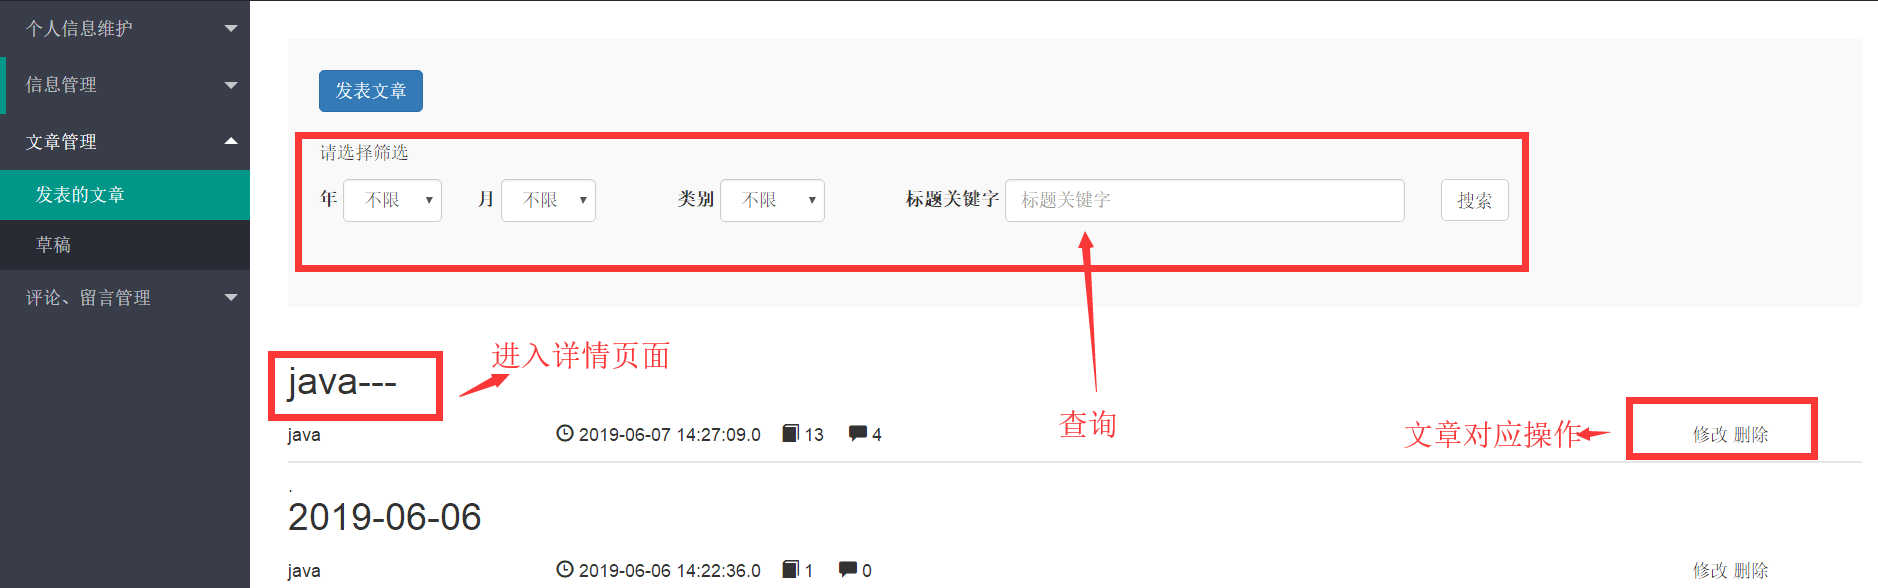 个人信息维护
信息管理
文章管理
发表的文章
草稿
评论、留言管理
发表文章
请选择筛选
年 不限 月 不限 类别 不限 标题关键字 标题关键字 搜索
进入详情页面
java---
查询
文章对应操作
java 2019-06-07 14:27:09.0 13 4 修改 删除
.
2019-06-06
java 2019-06-06 14:22:36.0 1 0 修改 删除